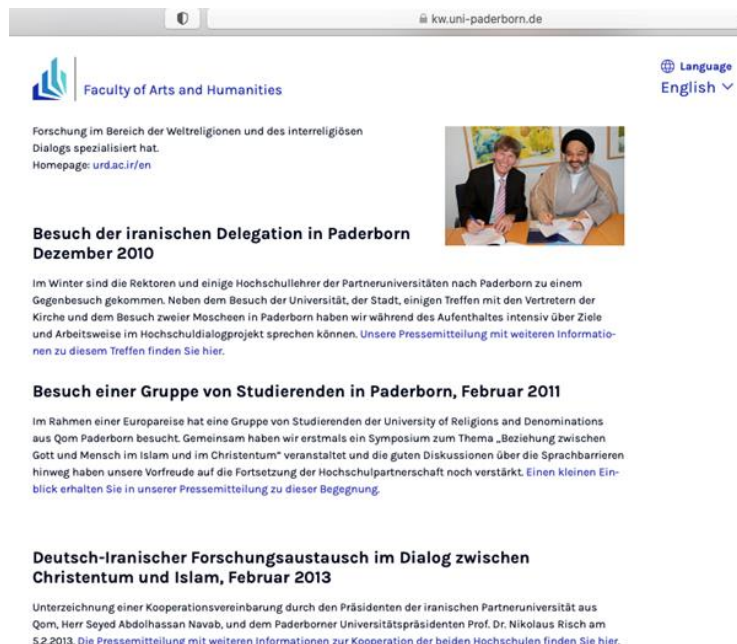 kw.uni-paderborn.de
Faculty of Arts and Humanities
Language
English
Forschung im Bereich der Weltreligionen und des interreligiösen
Dialogs spezialisiert hat.
Homepage: urd.ac.ir/en
Besuch der iranischen Delegation in Paderborn
Dezember 2010
Im Winter sind die Rektoren und einige Hochschullehrer der Partneruniversitäten nach Paderborn zu einem
Gegenbesuch gekommen. Neben dem Besuch der Universität, der Stadt, einigen Treffen mit den Vertretern der
Kirche und dem Besuch zweier Moscheen in Paderborn haben wir während des Aufenthaltes intensiv über Ziele
und Arbeitsweise im Hochschuldialogprojekt sprechen können. Unsere Pressemitteilung mit weiteren Informatio-
nen zu diesem Treffen finden Sie hier.
Besuch einer Gruppe von Studierenden in Paderborn, Februar 2011
Im Rahmen einer Europareise hat eine Gruppe von Studierenden der University of Religions and Denominations
aus Qom Paderborn besucht. Gemeinsam haben wir erstmals ein Symposium zum Thema „Beziehung zwischen
Gott und Mensch im Islam und im Christentum“ veranstaltet und die guten Diskussionen über die Sprachbarrieren
hinweg haben unsere Vorfreude auf die Fortsetzung der Hochschulpartnerschaft noch verstärkt. Einen kleinen Ein-
blick erhalten Sie in unserer Pressemitteilung zu dieser Begegnung.
Deutsch-Iranischer Forschungsaustausch im Dialog zwischen
Christentum und Islam, Februar 2013
Unterzeichnung einer Kooperationsvereinbarung durch den Präsidenten der iranischen Partneruniversität aus
Qom, Herr Seyed Abdolhassan Navab, und dem Paderborner Universitätspräsidenten Prof. Dr. Nikolaus Risch am
5.2.2013. Die Pressemitteilung mit weiteren Informationen zur Kooperation der beiden Hochschulen finden Sie hier.